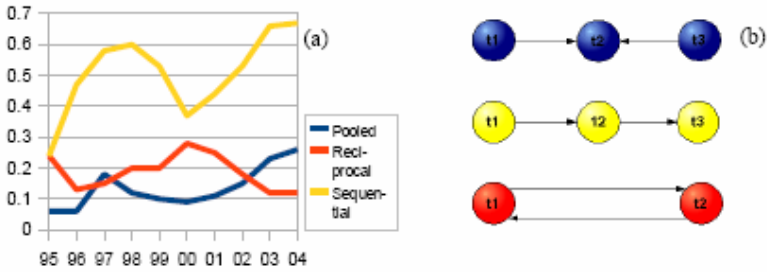 0.7
(a)
0.6
0.5
0.4
0.3
0.2
0.1
0
95 96 97 98 99 00 01 02 03 04
Pooled
Reci-
procal
Sequen-
tial
t1 t2 t3 (b)
t1 12 t3
t1 t2